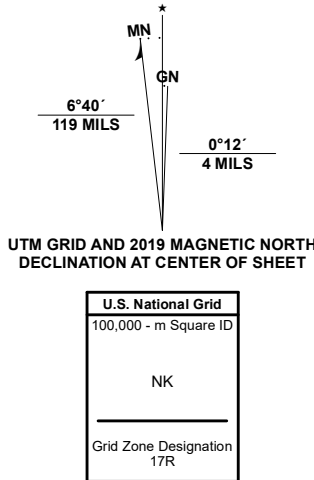 ★
MN
GN
6°40´
119 MILS
0°12´
4 MILS
UTM GRID AND 2019 MAGNETIC NORTH
DECLINATION AT CENTER OF SHEET
U.S. National Grid
100,000 - m Square ID
NK
Grid Zone Designation
17R